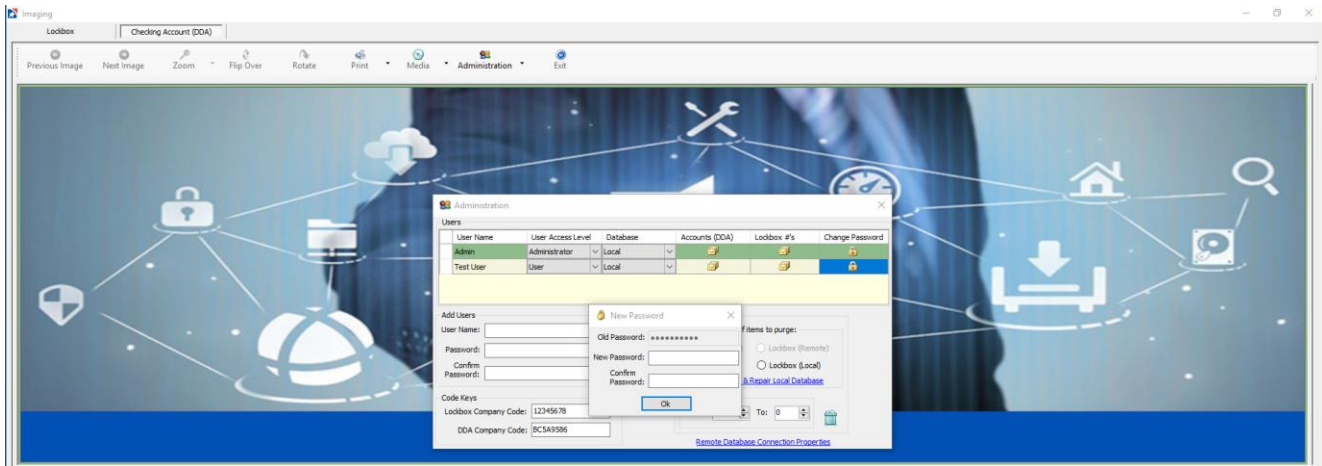 Imaging
Lockbox Checking Account (DDA)
Previous Image Next Image Zoom Flip Over Rotate Print Media Administration Exit
Administration
Users
User Name User Access Level Database Accounts (DDA) Lockbox #'s Change Password
Admin Administrator Local
Test User User Local
Add Users
User Name:
Password:
Confirm Password:
New Password
Old Password: ●●●●●●●●●●
New Password:
Confirm Password:
Ok
items to purge:
Lockbox (Remote)
Lockbox (Local)
& Repair Local Database
Code Keys
Lockbox Company Code: 12345678
DDA Company Code: BC5A9586
To: 0
Remote Database Connection Properties